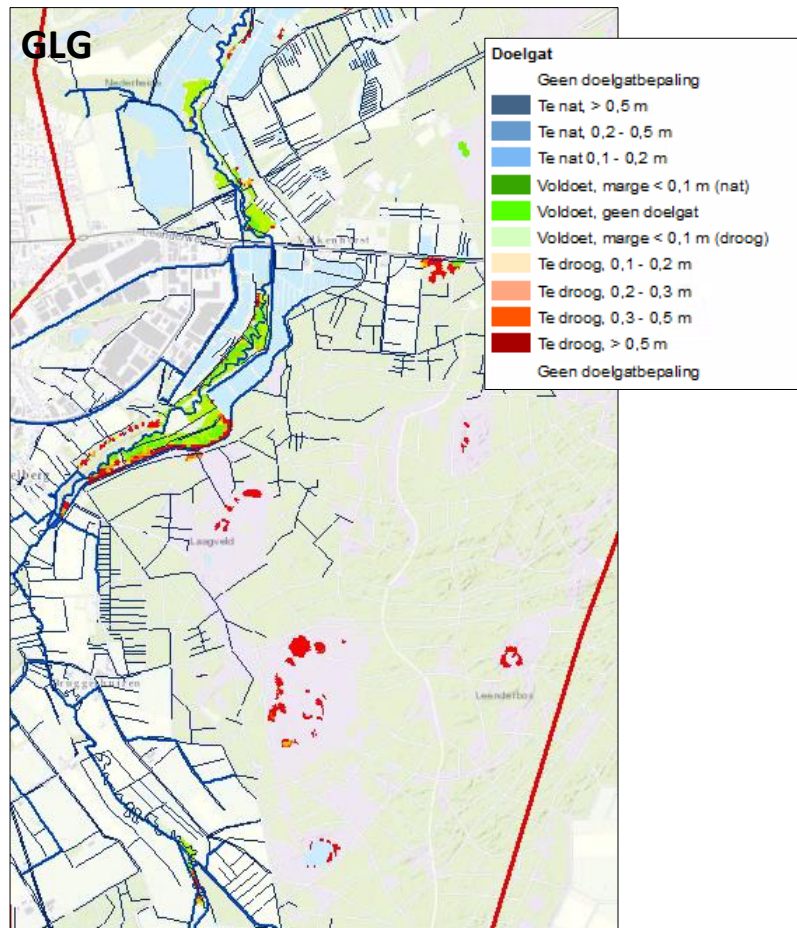 GLG
Doelgat
Geen doelgatbepaling
Te nat, > 0,5 m
Te nat, 0,2 - 0,5 m
Te nat 0,1 - 0,2 m
Voldoet, marge < 0,1 m (nat)
Voldoet, geen doelgat
Voldoet, marge < 0,1 m (droog)
Te droog, 0,1 - 0,2 m
Te droog, 0,2 - 0,3 m
Te droog, 0,3 - 0,5 m
Te droog, > 0,5 m
Geen doelgatbepaling
Nederheide
elberg
Laagveld
Bruggerhuizen
Leenderbos